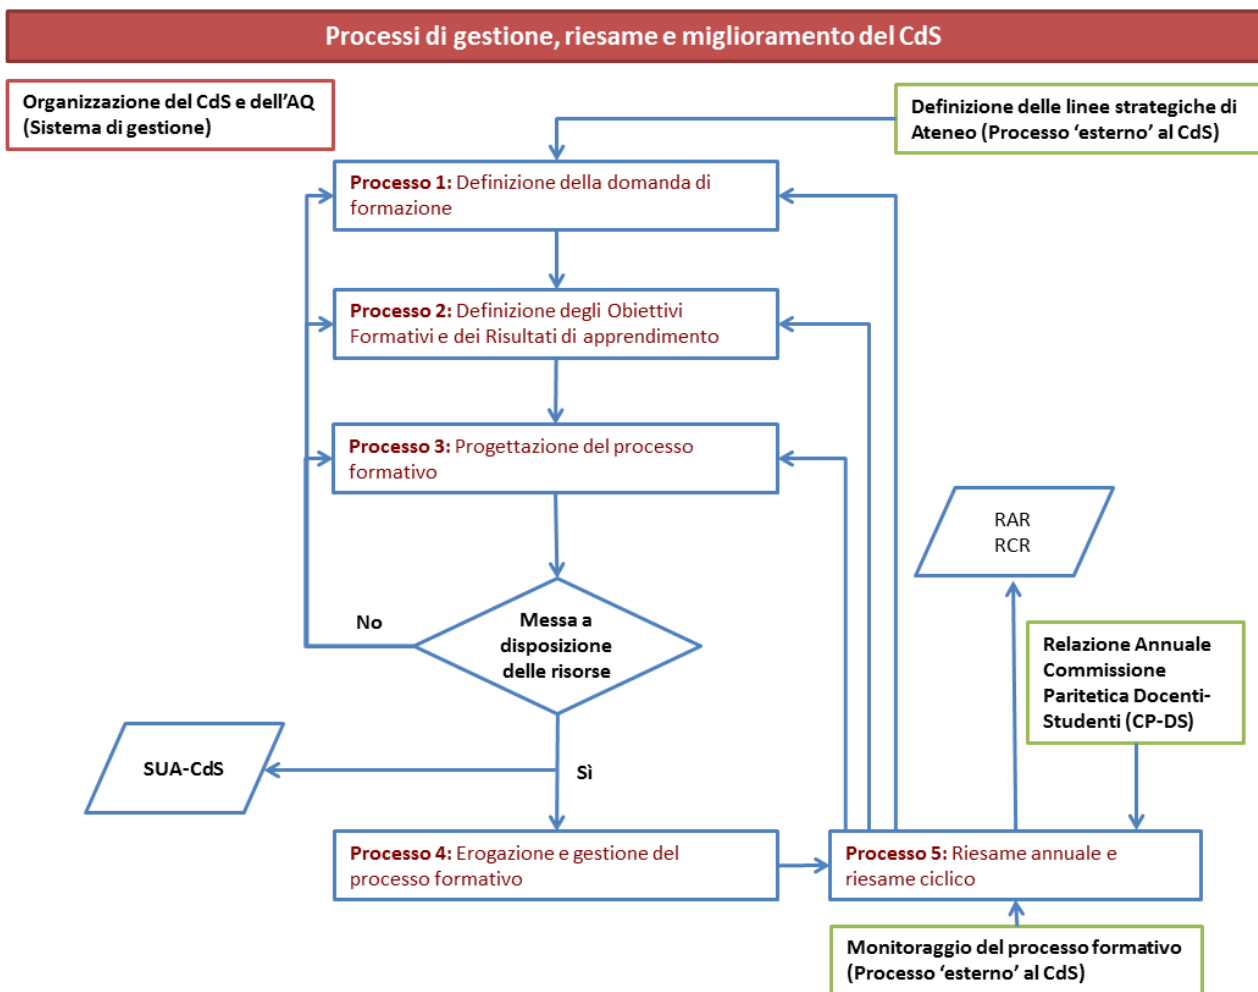 Processi di gestione, riesame e miglioramento del CdS
Organizzazione del CdS e dell'AQ
(Sistema di gestione)
Definizione delle linee strategiche di
Ateneo (Processo 'esterno' al CdS)
Processo 1: Definizione della domanda di
formazione
Processo 2: Definizione degli Obiettivi
Formativi e dei Risultati di apprendimento
Processo 3: Progettazione del processo
formativo
RAR
RCR
No
Messa a
disposizione
delle risorse
Relazione Annuale
Commissione
Paritetica Docenti-
Studenti (CP-DS)
SUA-CdS
Sì
Processo 4: Erogazione e gestione del
processo formativo
Processo 5: Riesame annuale e
riesame ciclico
Monitoraggio del processo formativo
(Processo 'esterno' al CdS)